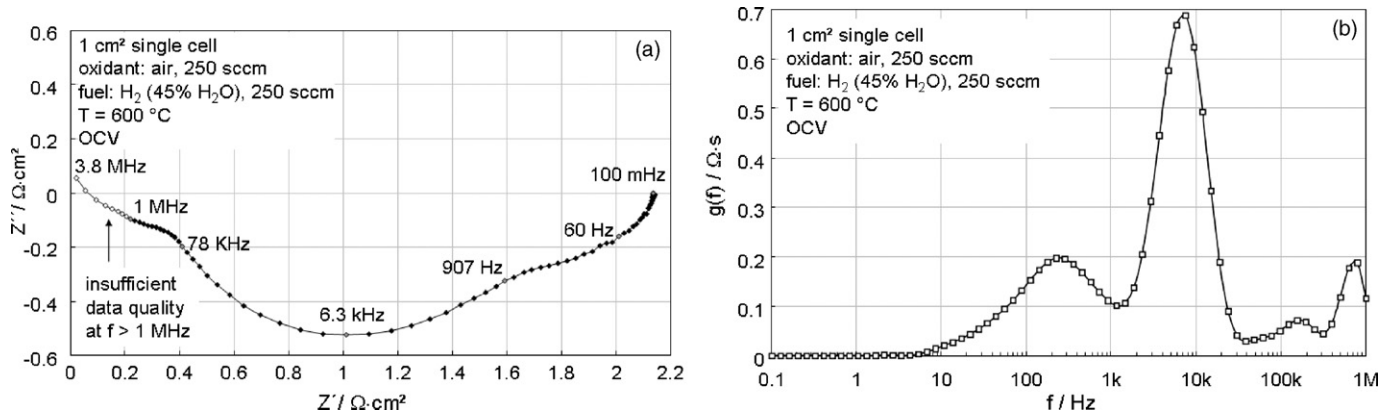 (a)
1 cm² single cell
oxidant: air, 250 sccm
fuel: H₂ (45% H₂O), 250 sccm
T = 600 °C
OCV
3.8 MHz
1 MHz
78 KHz
insufficient
data quality
at f > 1 MHz
6.3 kHz
907 Hz
60 Hz
100 mHz
0.6
0.4
0.2
0
-0.2
-0.4
-0.6
Z´´/ Ω·cm²
0 0.2 0.4 0.6 0.8 1 1.2 1.4 1.6 1.8 2 2.2
Z´/ Ω·cm²
(b)
1 cm² single cell
oxidant: air, 250 sccm
fuel: H₂ (45% H₂O), 250 sccm
T = 600 °C
OCV
0.7
0.6
0.5
0.4
0.3
0.2
0.1
0
g(f) / Ω·s
0.1 1 10 100 1k 10k 100k 1M
f / Hz